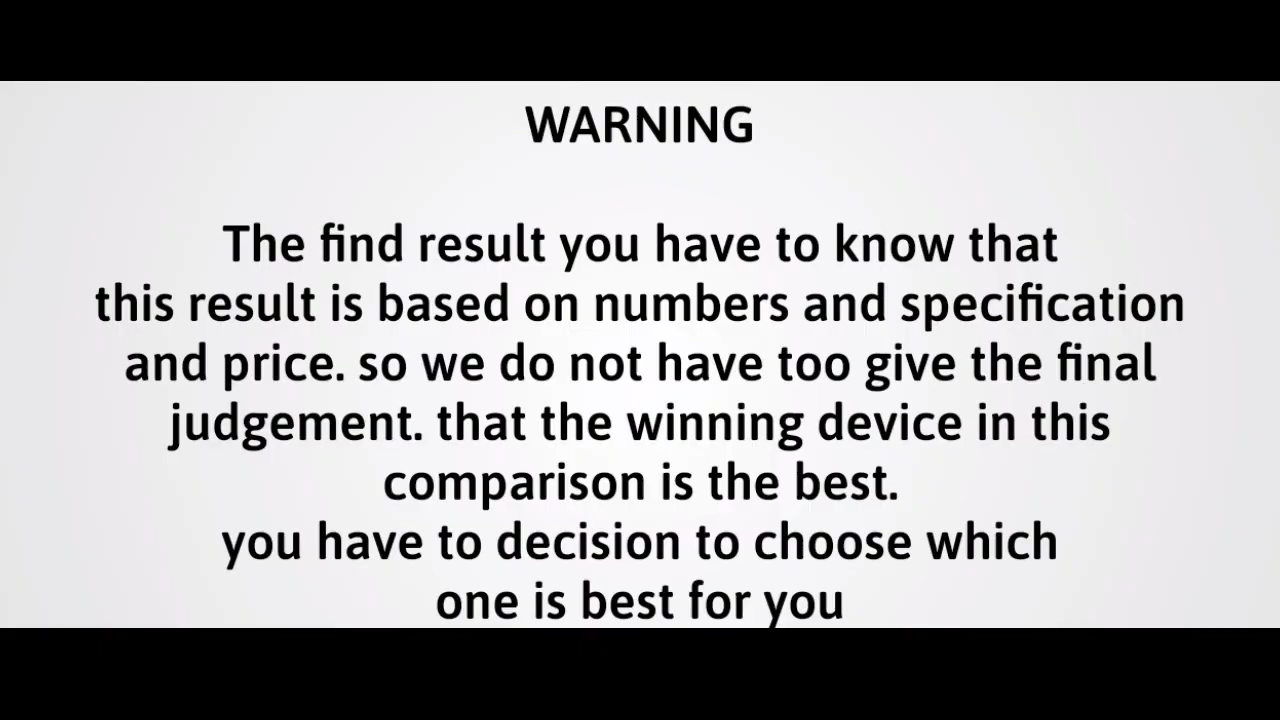 WARNING
The find result you have to know that
this result is based on numbers and specification
and price. so we do not have too give the final
judgement. that the winning device in this
comparison is the best.
you have to decision to choose which
one is best for you